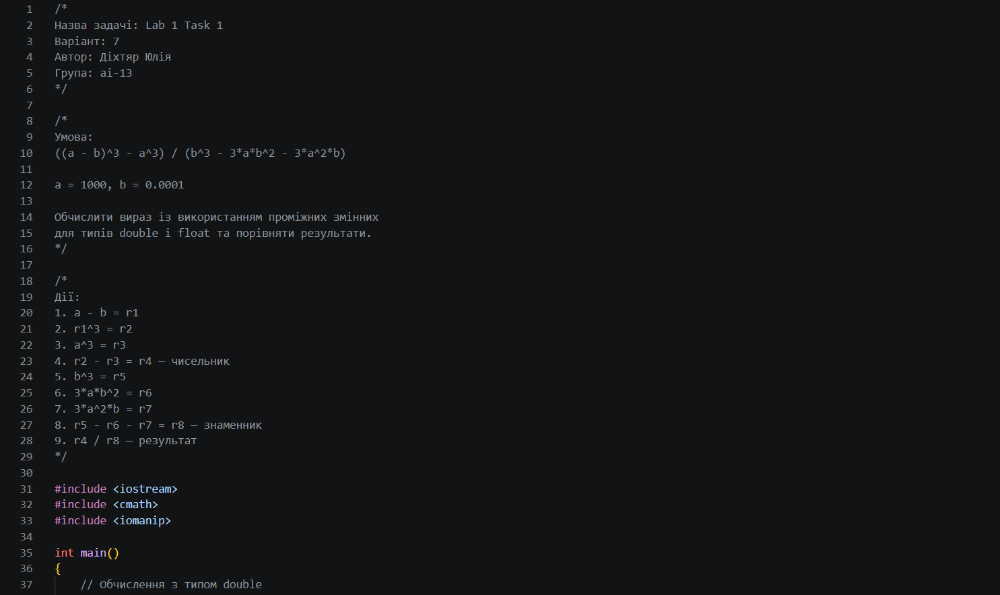 1 /*
2 Назва задачі: Lab 1 Task 1
3 Варіант: 7
4 Автор: Діхтяр Юлія
5 Група: аі-13
6 */
7
8 /*
9 Умова:
10 ((a - b)^3 - a^3) / (b^3 - 3*a*b^2 - 3*a^2*b)
11
12 a = 1000, b = 0.0001
13
14 Обчислити вираз із використанням проміжних змінних
15 для типів double і float та порівняти результати.
16 */
17
18 /*
19 Дії:
20 1. a - b = r1
21 2. r1^3 = r2
22 3. a^3 = r3
23 4. r2 - r3 = r4 — чисельник
24 5. b^3 = r5
25 6. 3*a*b^2 = r6
26 7. 3*a^2*b = r7
27 8. r5 - r6 - r7 = r8 — знаменник
28 9. r4 / r8 — результат
29 */
30
31 #include <iostream>
32 #include <cmath>
33 #include <iomanip>
34
35 int main()
36 {
37 // Обчислення з типом double